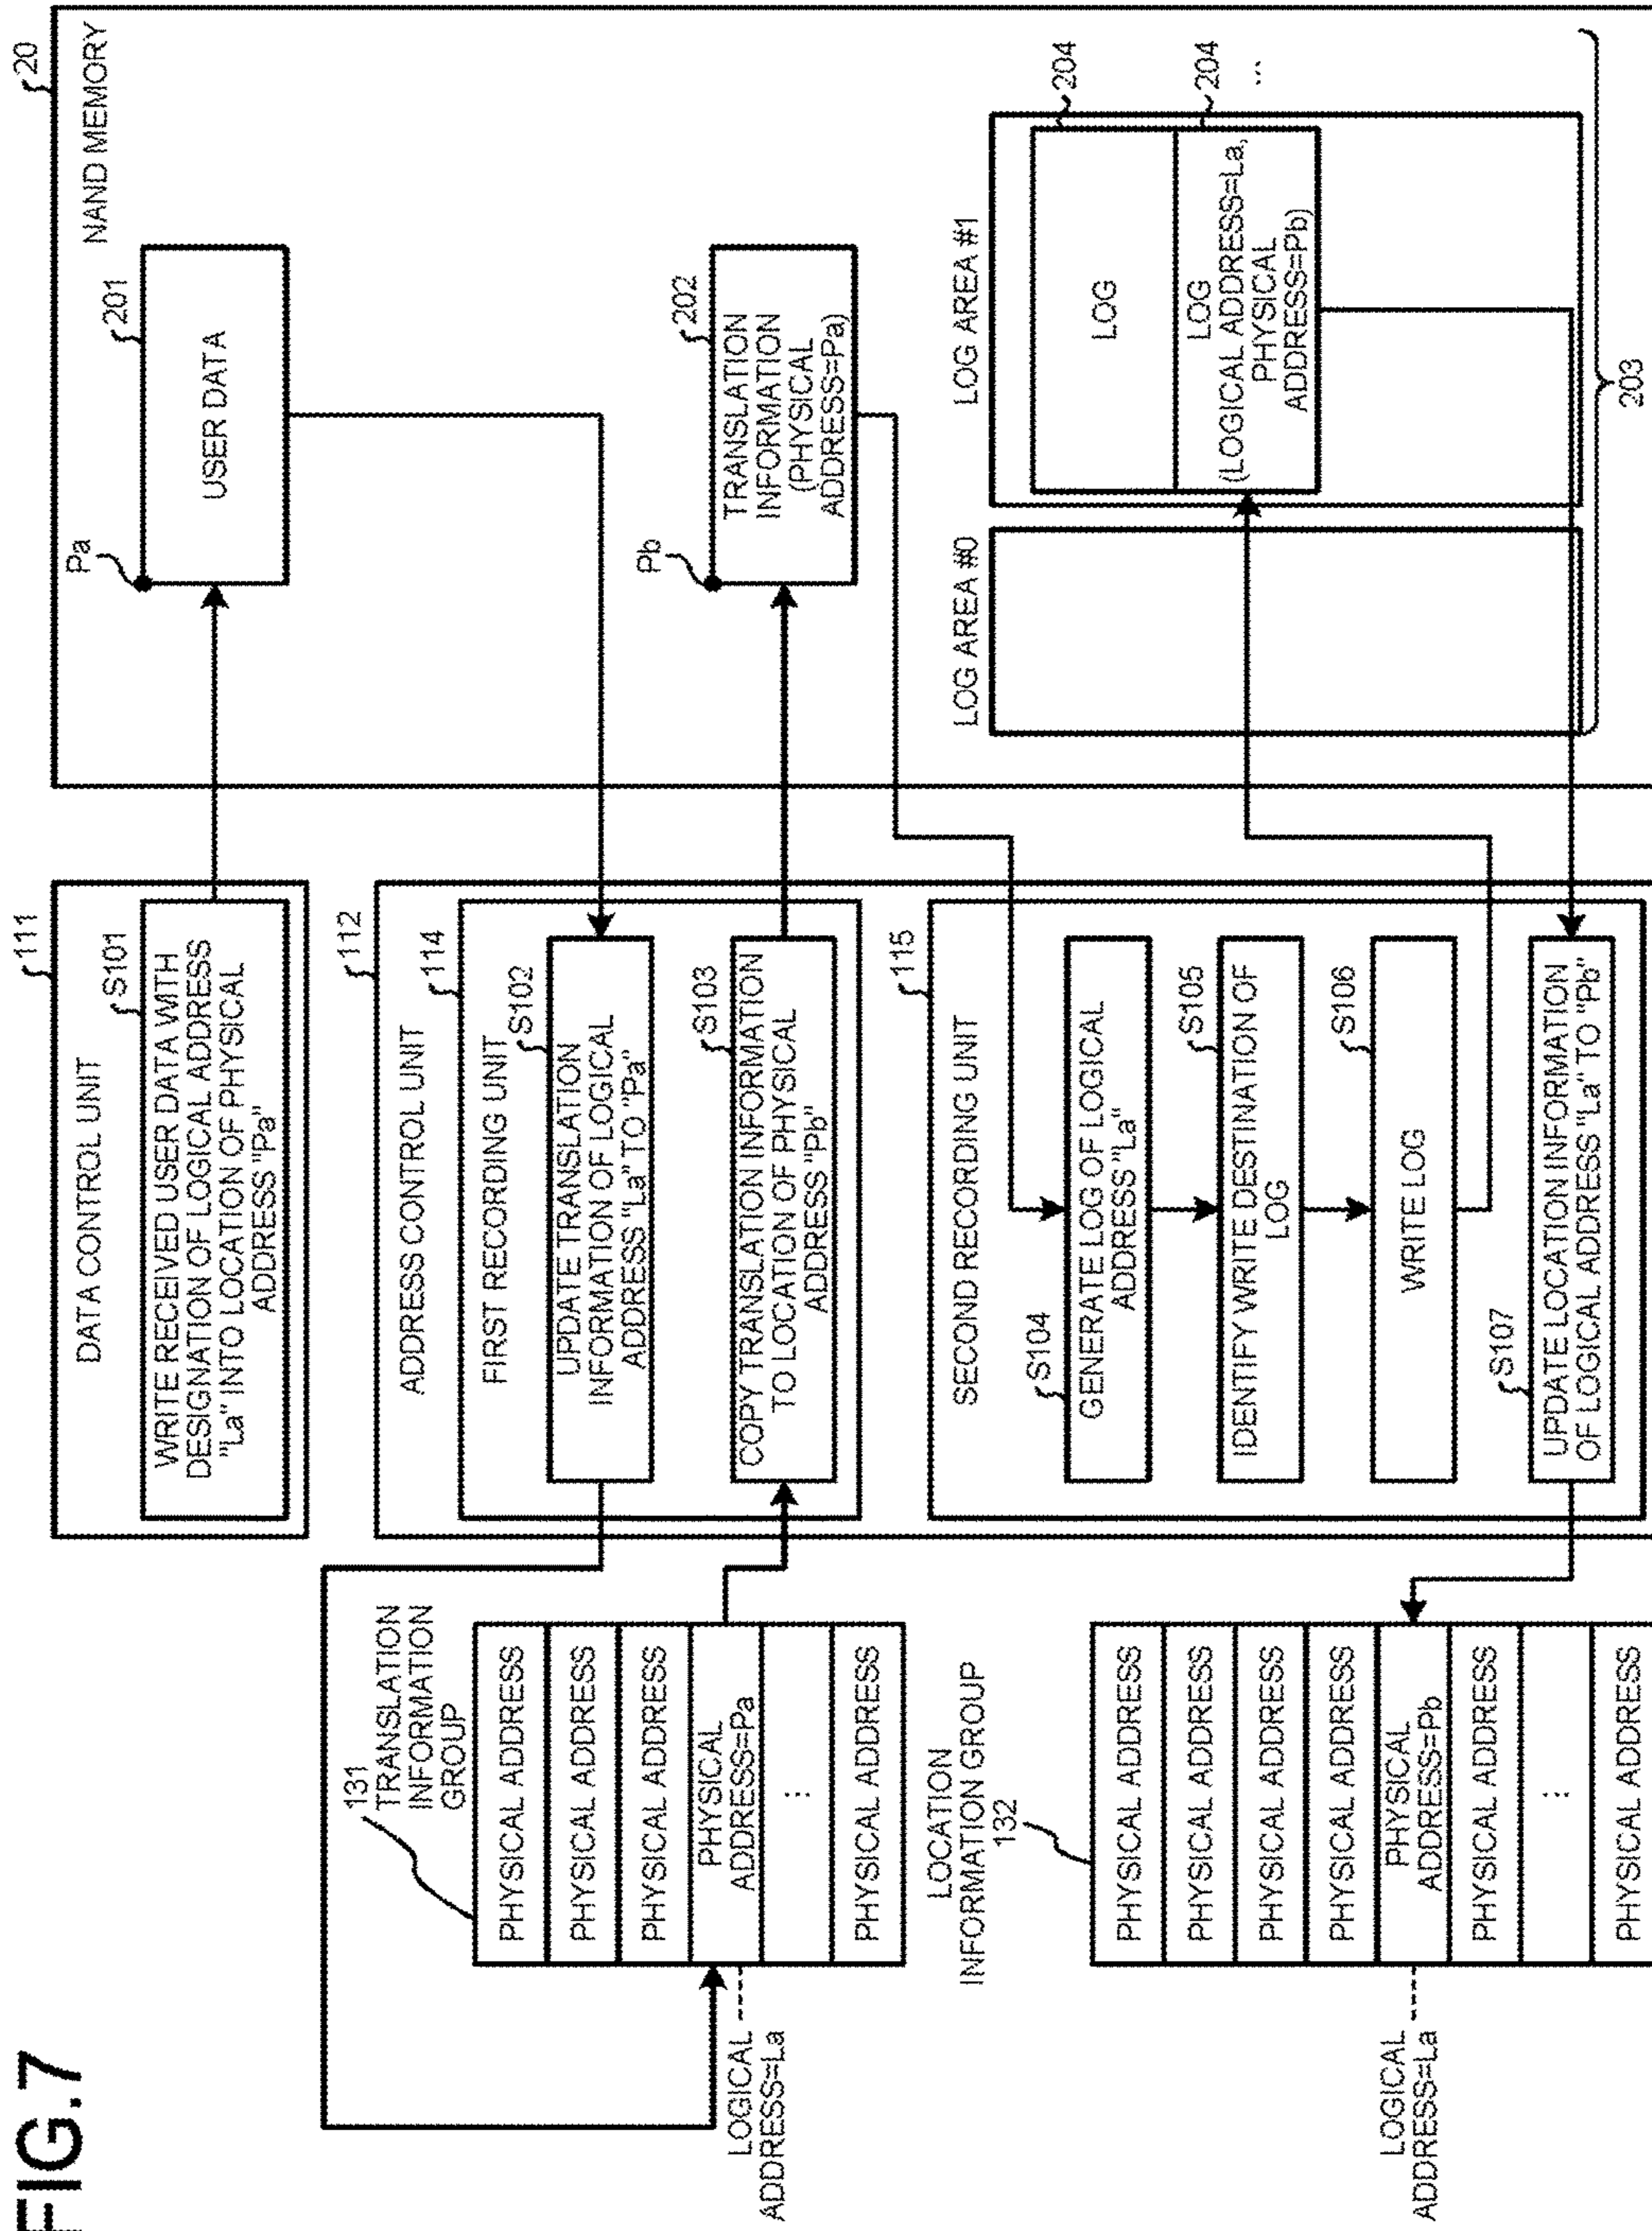 FIG.7
111
DATA CONTROL UNIT
S101
WRITE RECEIVED USER DATA WITH
DESIGNATION OF LOGICAL ADDRESS
"La" INTO LOCATION OF PHYSICAL
ADDRESS "Pa"
20
NAND MEMORY
Pa
201
USER DATA
112
ADDRESS CONTROL UNIT
114
FIRST RECORDING UNIT
S102
UPDATE TRANSLATION
INFORMATION OF LOGICAL
ADDRESS "La" TO "Pa"
S103
COPY TRANSLATION INFORMATION
TO LOCATION OF PHYSICAL
ADDRESS "Pb"
Pb
202
TRANSLATION
INFORMATION
(PHYSICAL
ADDRESS=Pa)
131
TRANSLATION
INFORMATION
GROUP
PHYSICAL ADDRESS
PHYSICAL ADDRESS
PHYSICAL ADDRESS
PHYSICAL
ADDRESS=Pa
...
PHYSICAL ADDRESS
LOGICAL
ADDRESS=La
115
SECOND RECORDING UNIT
S104
GENERATE LOG OF LOGICAL
ADDRESS "La"
S105
IDENTIFY WRITE DESTINATION OF
LOG
S106
WRITE LOG
S107
UPDATE LOCATION INFORMATION
OF LOGICAL ADDRESS "La" TO "Pb"
LOG AREA #0
LOG AREA #1
LOG
204
LOG
(LOGICAL ADDRESS=La,
PHYSICAL
ADDRESS=Pb)
204
...
203
LOCATION
INFORMATION GROUP
132
PHYSICAL ADDRESS
PHYSICAL ADDRESS
PHYSICAL ADDRESS
PHYSICAL ADDRESS
PHYSICAL
ADDRESS=Pb
PHYSICAL ADDRESS
...
PHYSICAL ADDRESS
LOGICAL
ADDRESS=La